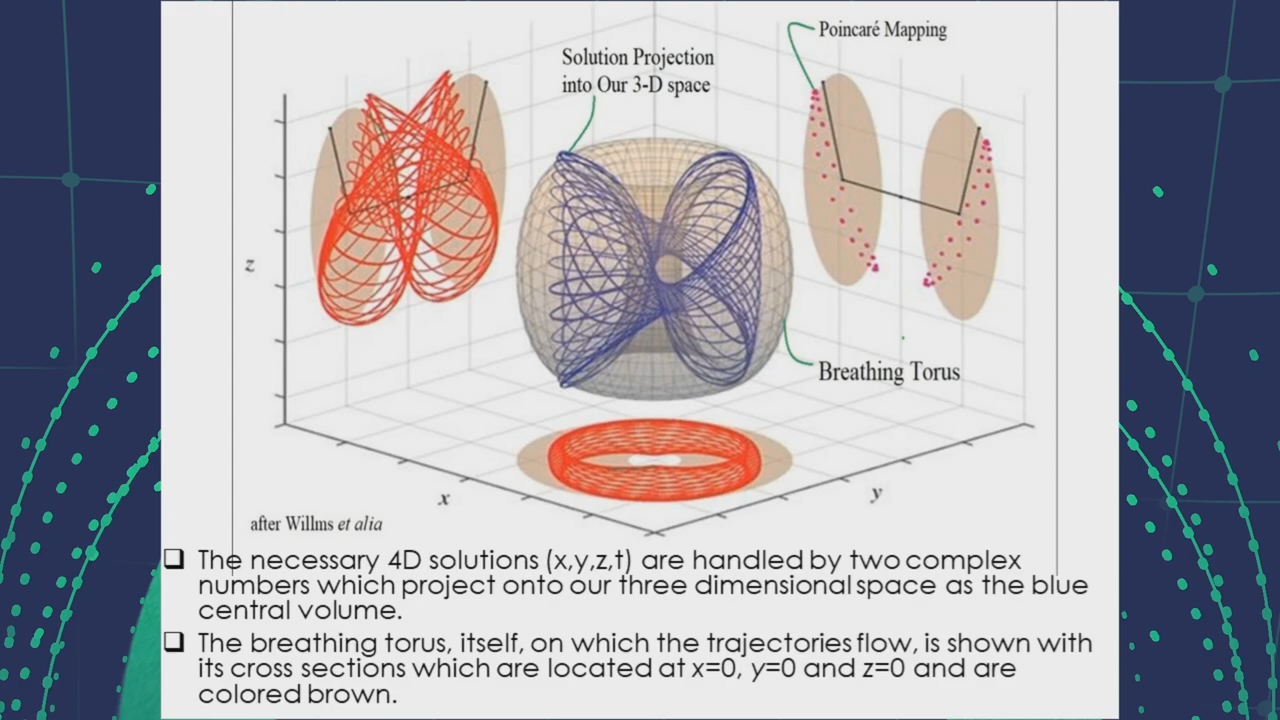 Poincaré Mapping
Solution Projection
into Our 3-D space
z
Breathing Torus
x
y
after Willms et alia
❑ The necessary 4D solutions (x,y,z,t) are handled by two complex
numbers which project onto our three dimensional space as the blue
central volume.
❑ The breathing torus, itself, on which the trajectories flow, is shown with
its cross sections which are located at x=0, y=0 and z=0 and are
colored brown.